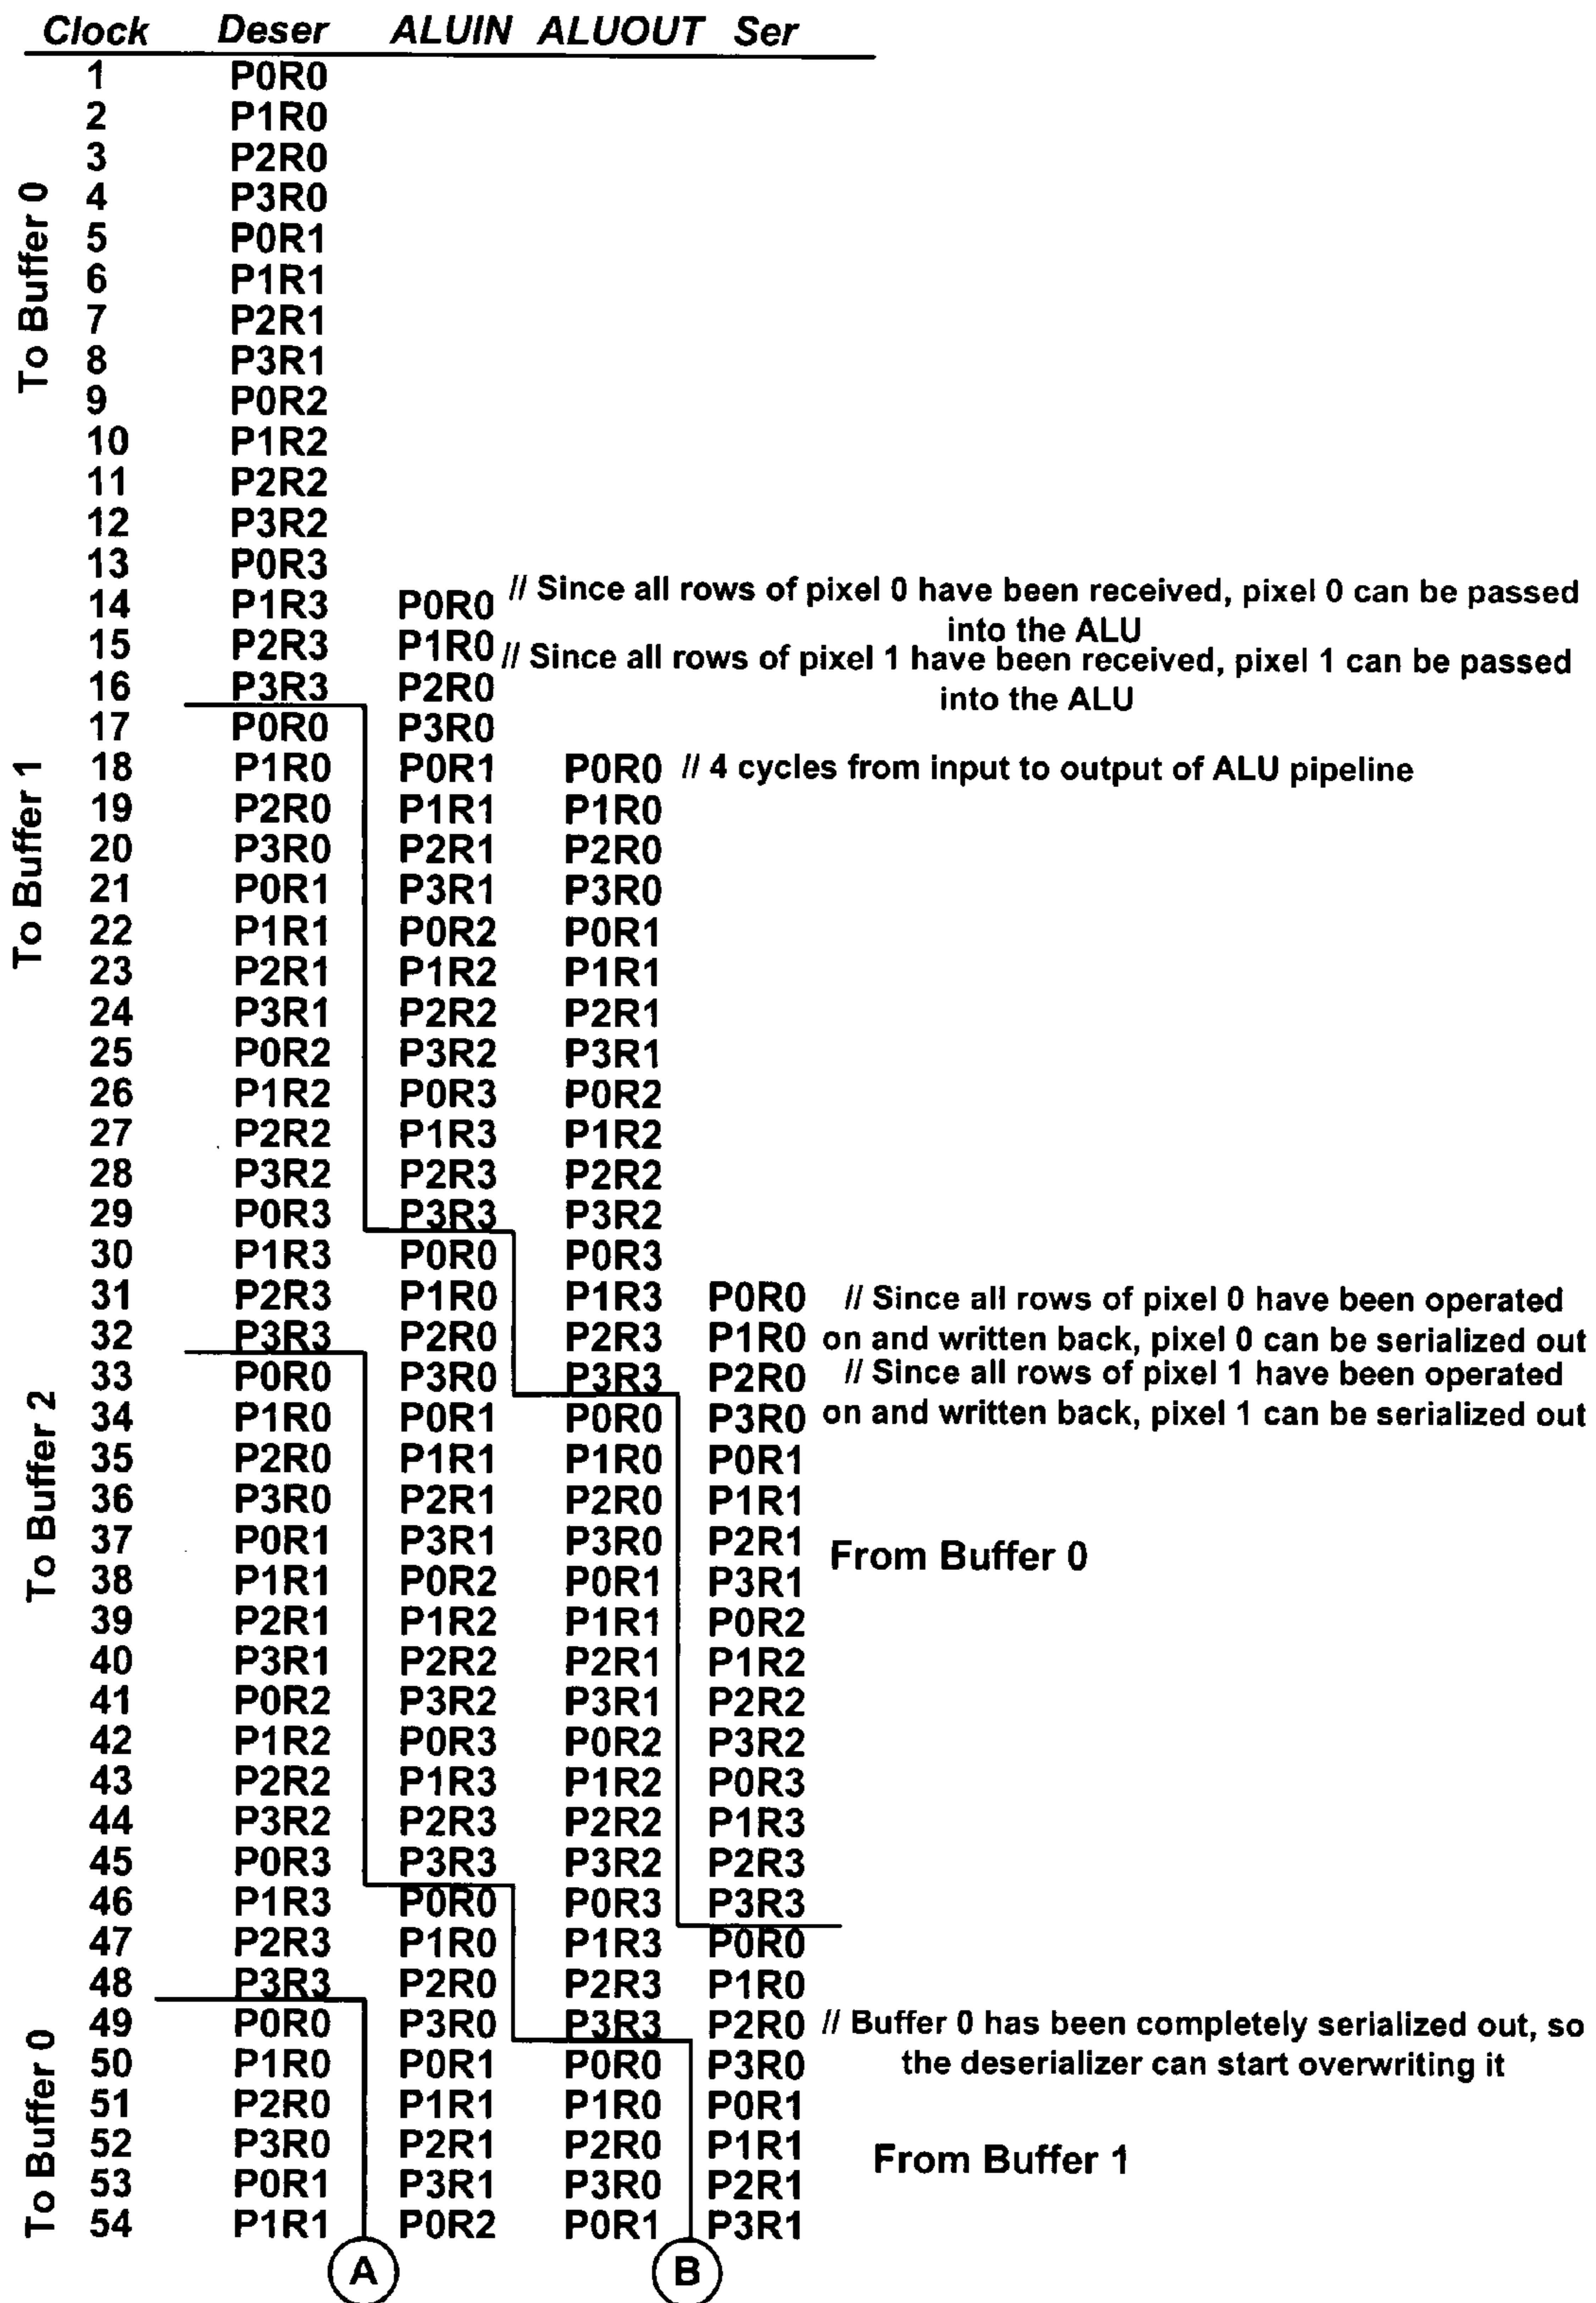 Clock Deser ALUIN ALUOUT Ser
To Buffer 0
1 P0R0
2 P1R0
3 P2R0
4 P3R0
5 P0R1
6 P1R1
7 P2R1
8 P3R1
9 P0R2
10 P1R2
11 P2R2
12 P3R2
13 P0R3
14 P1R3 P0R0 // Since all rows of pixel 0 have been received, pixel 0 can be passed
into the ALU
15 P2R3 P1R0 // Since all rows of pixel 1 have been received, pixel 1 can be passed
into the ALU
16 P3R3 P2R0
To Buffer 1
17 P0R0 P3R0
18 P1R0 P0R1 P0R0 // 4 cycles from input to output of ALU pipeline
19 P2R0 P1R1 P1R0
20 P3R0 P2R1 P2R0
21 P0R1 P3R1 P3R0
22 P1R1 P0R2 P0R1
23 P2R1 P1R2 P1R1
24 P3R1 P2R2 P2R1
25 P0R2 P3R2 P3R1
26 P1R2 P0R3 P0R2
27 P2R2 P1R3 P1R2
28 P3R2 P2R3 P2R2
29 P0R3 P3R3 P3R2
30 P1R3 P0R0 P0R3
31 P2R3 P1R0 P1R3 P0R0 // Since all rows of pixel 0 have been operated
32 P3R3 P2R0 P2R3 P1R0 on and written back, pixel 0 can be serialized out
To Buffer 2
33 P0R0 P3R0 P3R3 P2R0 // Since all rows of pixel 1 have been operated
34 P1R0 P0R1 P0R0 P3R0 on and written back, pixel 1 can be serialized out
35 P2R0 P1R1 P1R0 P0R1
36 P3R0 P2R1 P2R0 P1R1
37 P0R1 P3R1 P3R0 P2R1 From Buffer 0
38 P1R1 P0R2 P0R1 P3R1
39 P2R1 P1R2 P1R1 P0R2
40 P3R1 P2R2 P2R1 P1R2
41 P0R2 P3R2 P3R1 P2R2
42 P1R2 P0R3 P0R2 P3R2
43 P2R2 P1R3 P1R2 P0R3
44 P3R2 P2R3 P2R2 P1R3
45 P0R3 P3R3 P3R2 P2R3
46 P1R3 P0R0 P0R3 P3R3
47 P2R3 P1R0 P1R3 P0R0
48 P3R3 P2R0 P2R3 P1R0
To Buffer 0
49 P0R0 P3R0 P3R3 P2R0 // Buffer 0 has been completely serialized out, so
50 P1R0 P0R1 P0R0 P3R0 the deserializer can start overwriting it
51 P2R0 P1R1 P1R0 P0R1
52 P3R0 P2R1 P2R0 P1R1 From Buffer 1
53 P0R1 P3R1 P3R0 P2R1
54 P1R1 P0R2 P0R1 P3R1
A B